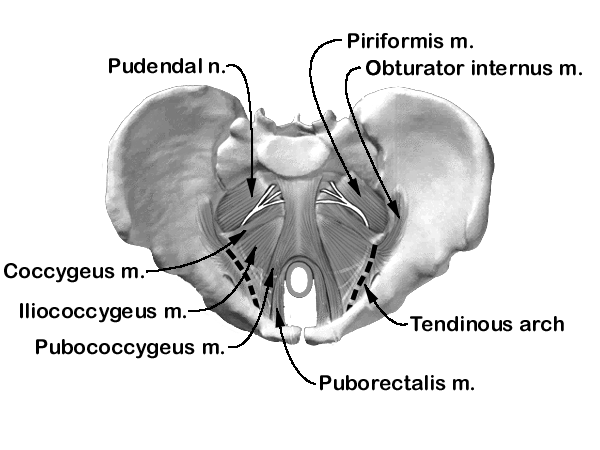 Piriformis m.
Pudendal n.
Obturator internus m.
Coccygeus m.
Iliococcygeus m.
Tendinous arch
Pubococcygeus m.
Puborectalis m.